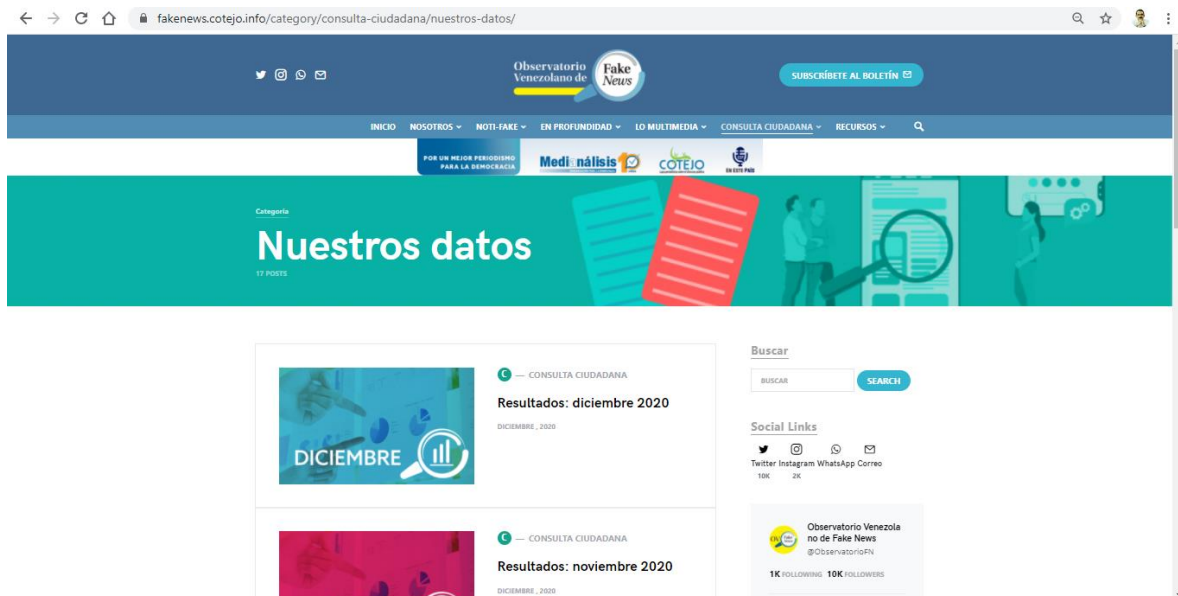 fakenews.cotejo.info/category/consulta-ciudadana/nuestros-datos/
Observatorio
Venezolano de
Fake
News
SUBSCRÍBETE AL BOLETÍN
INICIO NOSOTROS NOTI-FAKE EN PROFUNDIDAD LO MULTIMEDIA CONSULTA CIUDADANA RECURSOS
POR UN MEJOR PERIODISMO
PARA LA DEMOCRACIA
Medianálisis
COTEJO
EN ESTE PAÍS
Categoría
Nuestros datos
17 POSTS
C — CONSULTA CIUDADANA
Resultados: diciembre 2020
DICIEMBRE , 2020
DICIEMBRE
C — CONSULTA CIUDADANA
Resultados: noviembre 2020
DICIEMBRE , 2020
Buscar
BUSCAR
SEARCH
Social Links
Twitter Instagram WhatsApp Correo
10K 2K
Observatorio Venezola
no de Fake News
@ObservatorioFN
1K FOLLOWING 10K FOLLOWERS